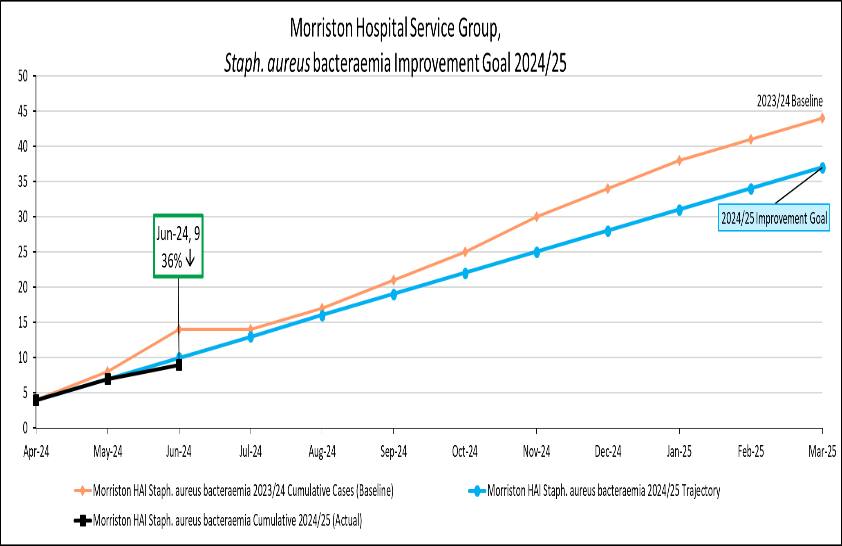 Morriston Hospital Service Group,
Staph. aureus bacteraemia Improvement Goal 2024/25
50
45
40
35
30
25
20
15
10
5
0
2023/24 Baseline
2024/25 Improvement Goal
Jun-24, 9
36% ↓
Apr-24 May-24 Jun-24 Jul-24 Aug-24 Sep-24 Oct-24 Nov-24 Dec-24 Jan-25 Feb-25 Mar-25
Morriston HAI Staph. aureus bacteraemia 2023/24 Cumulative Cases (Baseline)
Morriston HAI Staph. aureus bacteraemia 2024/25 Trajectory
Morriston HAI Staph. aureus bacteraemia Cumulative 2024/25 (Actual)